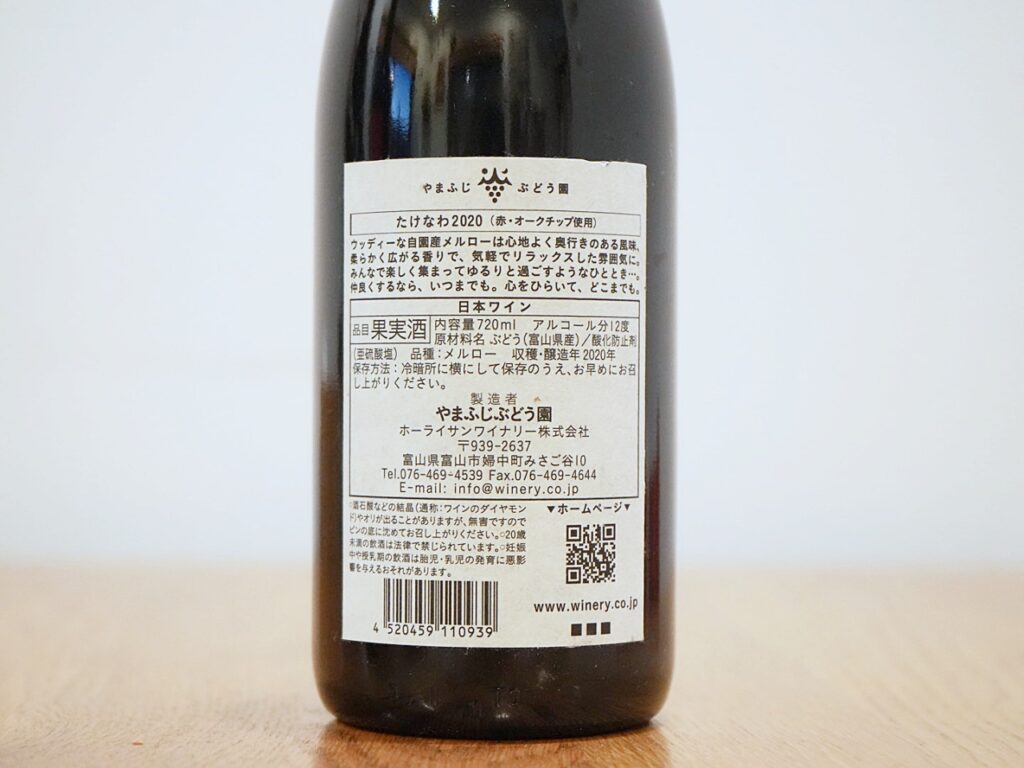 やまふじ ぶどう園
たけなわ2020（赤・オークチップ使用）
ウッディーな自園産メルローは心地よく奥行きのある風味、
柔らかく広がる香りで、気軽でリラックスした雰囲気に。
みんなで楽しく集まってゆるりと過ごすようなひととき…。
仲良くするなら、いつまでも。心をひらいて、どこまでも。
日本ワイン
品目 果実酒 内容量720ml アルコール分12度
原材料名 ぶどう（富山県産）／酸化防止剤
（亜硫酸塩） 品種：メルロー 収穫・醸造年2020年
保存方法：冷暗所に横にして保存のうえ、お早めにお召
し上がりください。
製造者
やまふじぶどう園
ホーライサンワイナリー株式会社
〒939-2637
富山県富山市婦中町みさご谷10
Tel.076-469-4539 Fax.076-469-4644
E-mail: info@winery.co.jp
○酒石酸などの結晶（通称：ワインのダイヤモン
ド）やオリが出ることがありますが、無害ですので
ビンの底に沈めてお召し上がりください。○20歳
未満の飲酒は法律で禁じられています。○妊娠
中や授乳期の飲酒は胎児・乳児の発育に悪影
響を与えるおそれがあります。
▼ホームページ▼
www.winery.co.jp
4 520459 110939